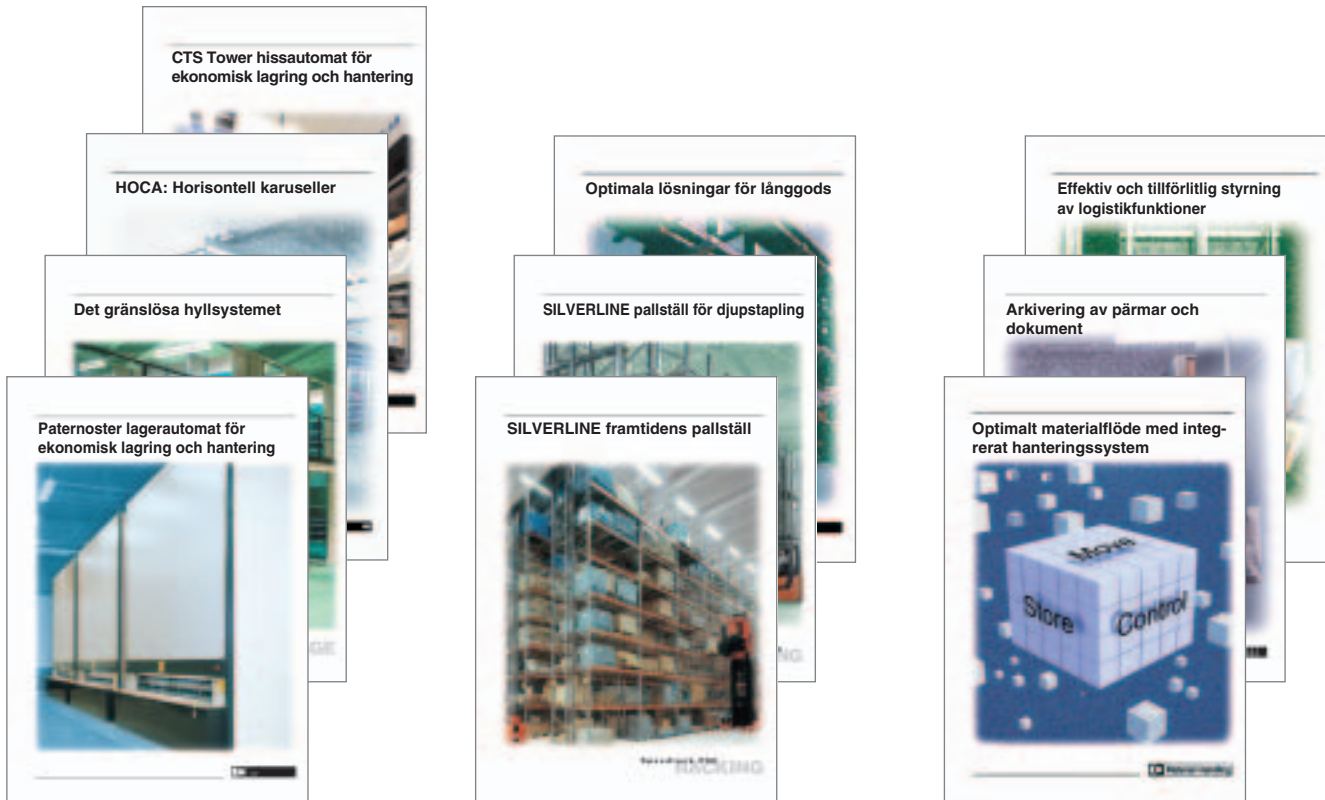 CTS Tower hissautomat för
ekonomisk lagring och hantering
HOCA: Horisontell karuseller
Det gränslösa hyllsystemet
Paternoster lagerautomat för
ekonomisk lagring och hantering
Optimala lösningar för långgods
SILVERLINE pallställ för djupstapling
SILVERLINE framtidens pallställ
RACKING
Effektiv och tillförlitlig styrning
av logistikfunktioner
Arkivering av pärmar och
dokument
Optimalt materialflöde med integ-
rerat hanteringssystem
Move
Store
Control